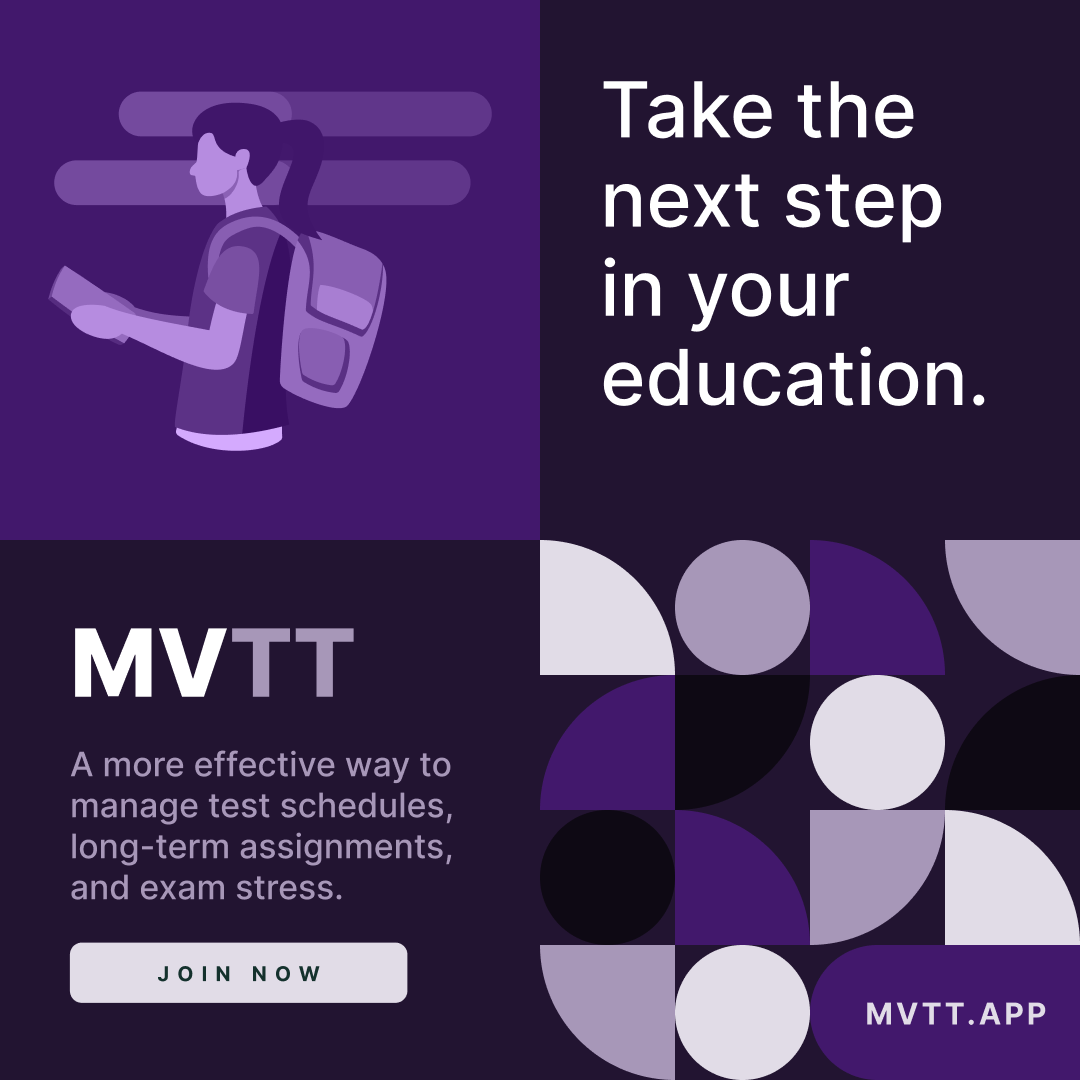 Take the
next step
in your
education.
MVTT
A more effective way to
manage test schedules,
long-term assignments,
and exam stress.
JOIN NOW
MVTT.APP